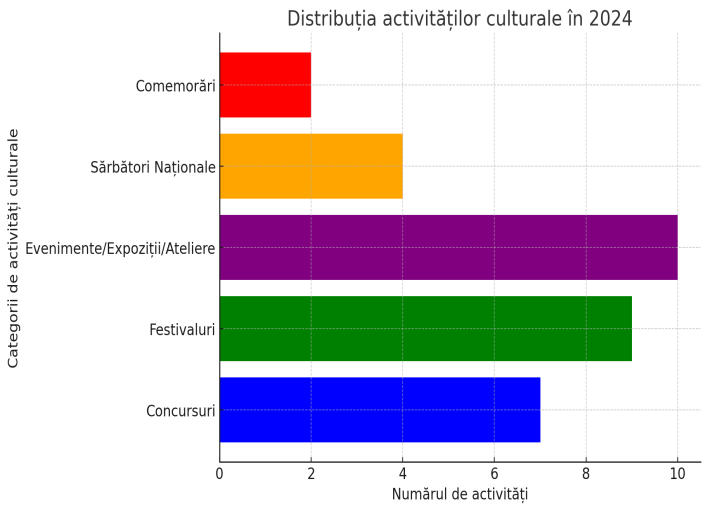 Distribuția activităților culturale în 2024
Categorii de activități culturale
Comemorări
Sărbători Naționale
Evenimente/Expoziții/Ateliere
Festivaluri
Concursuri
0 2 4 6 8 10
Numărul de activități